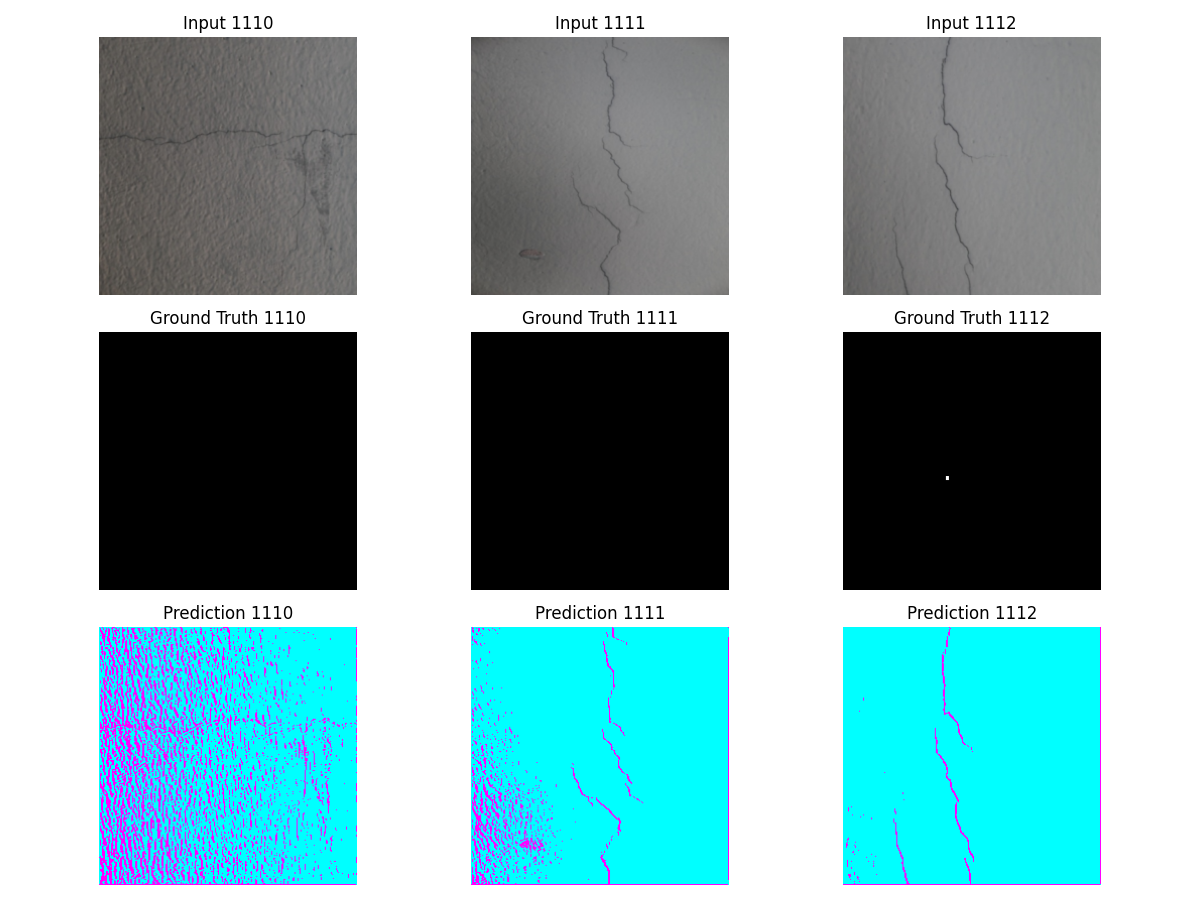 Input 1110
Input 1111
Input 1112
Ground Truth 1110
Ground Truth 1111
Ground Truth 1112
Prediction 1110
Prediction 1111
Prediction 1112